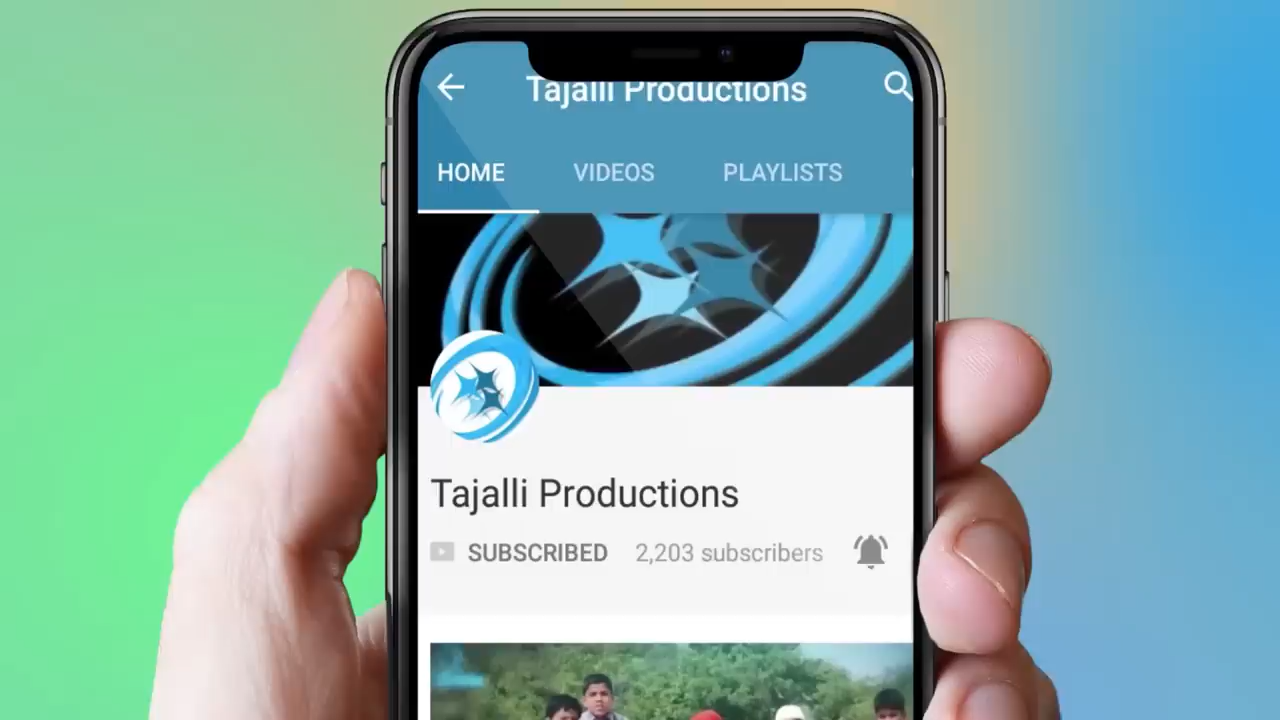 Tajalli Productions
HOME VIDEOS PLAYLISTS
Tajalli Productions
SUBSCRIBED 2,203 subscribers